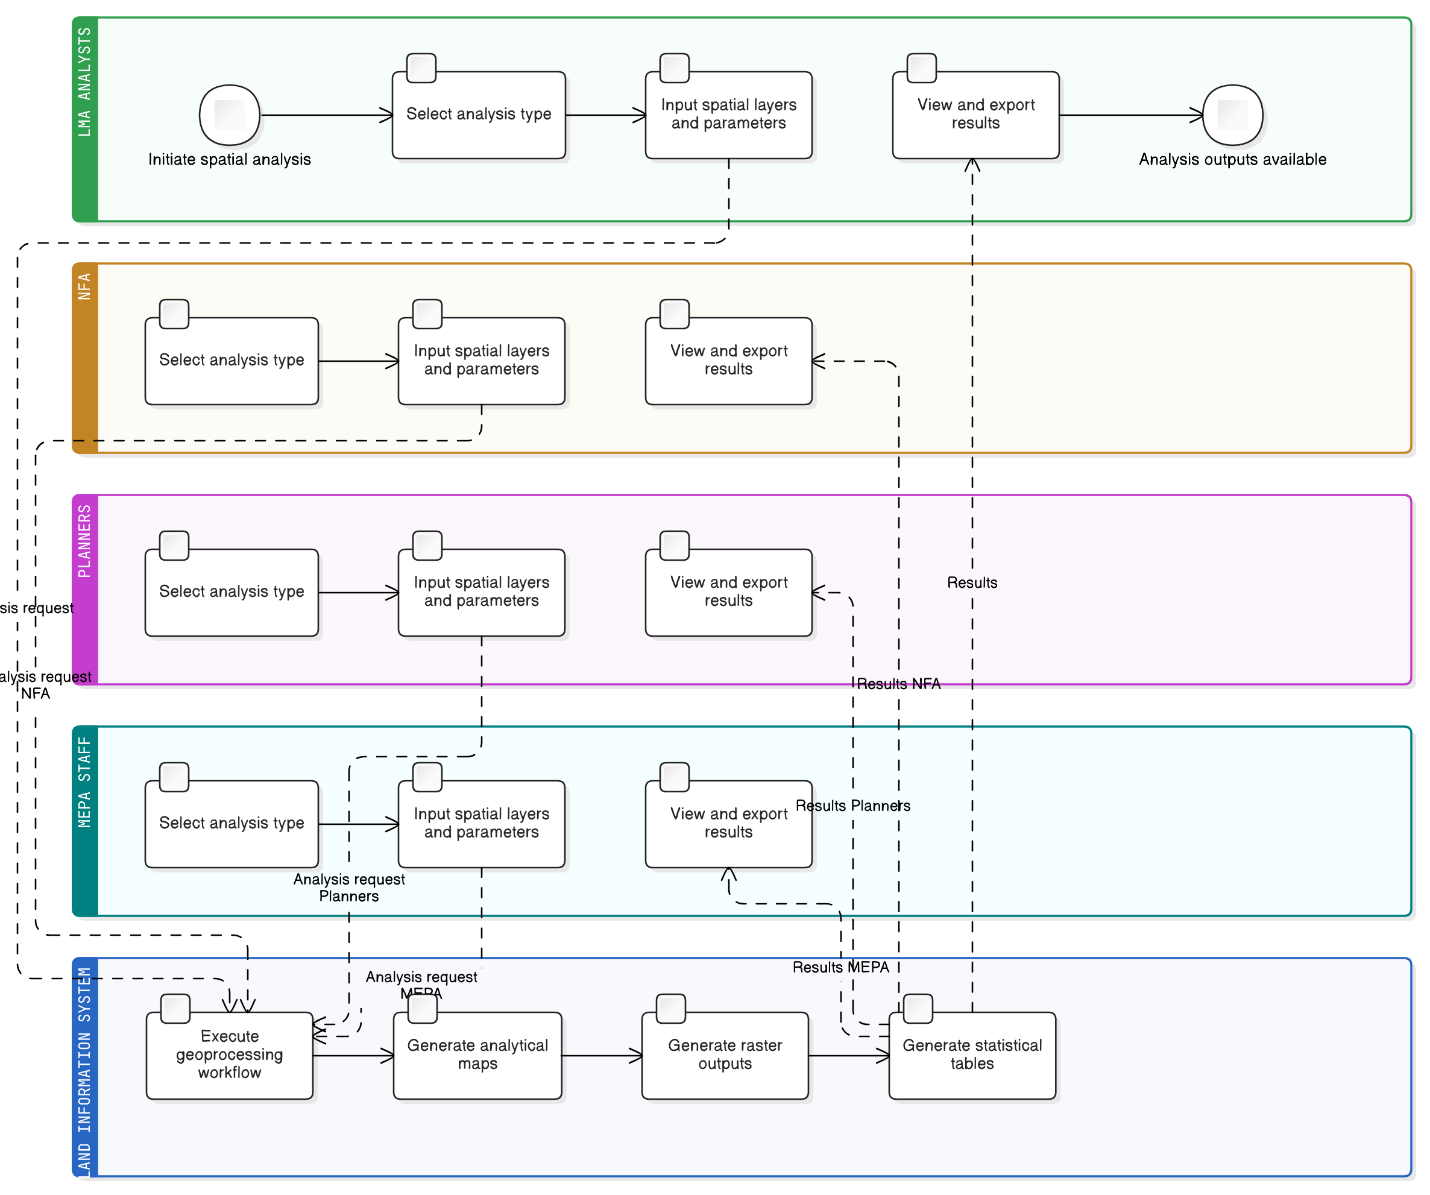 LMA ANALYSTS
Initiate spatial analysis
Select analysis type
Input spatial layers
and parameters
View and export
results
Analysis outputs available
NFA
Select analysis type
Input spatial layers
and parameters
View and export
results
PLANNERS
Select analysis type
Input spatial layers
and parameters
View and export
results
Results
sis request
alysis request
NFA
Results NFA
MEPA STAFF
Select analysis type
Input spatial layers
and parameters
View and export
results
Results Planners
Analysis request
Planners
LAND INFORMATION SYSTEM
Analysis request
MEPA
Results MEPA
Execute
geoprocessing
workflow
Generate analytical
maps
Generate raster
outputs
Generate statistical
tables